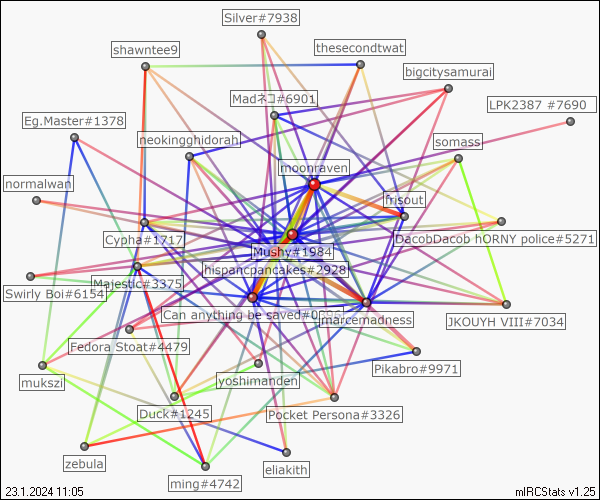 Silver#7938
shawntee9
thesecondtwat
bigcitysamurai
Madネコ#6901
LPK2387 #7690
Eg.Master#1378
neokingghidorah
somass
moonraven
normalwan
frisout
Cypha#1717
Mushy#1984
DacobDacob hORNY police#5271
hispancpancakes#2928
Majestic#3375
Swirly Boi#6154
Can anything be saved#0
marcemadness
JKOUYH VIII#7034
Fedora Stoat#4479
Pikabro#9971
mukszi
yoshimanden
Duck#1245
Pocket Persona#3326
zebula
eliakith
ming#4742
23.1.2024 11:05
mIRCStats v1.25